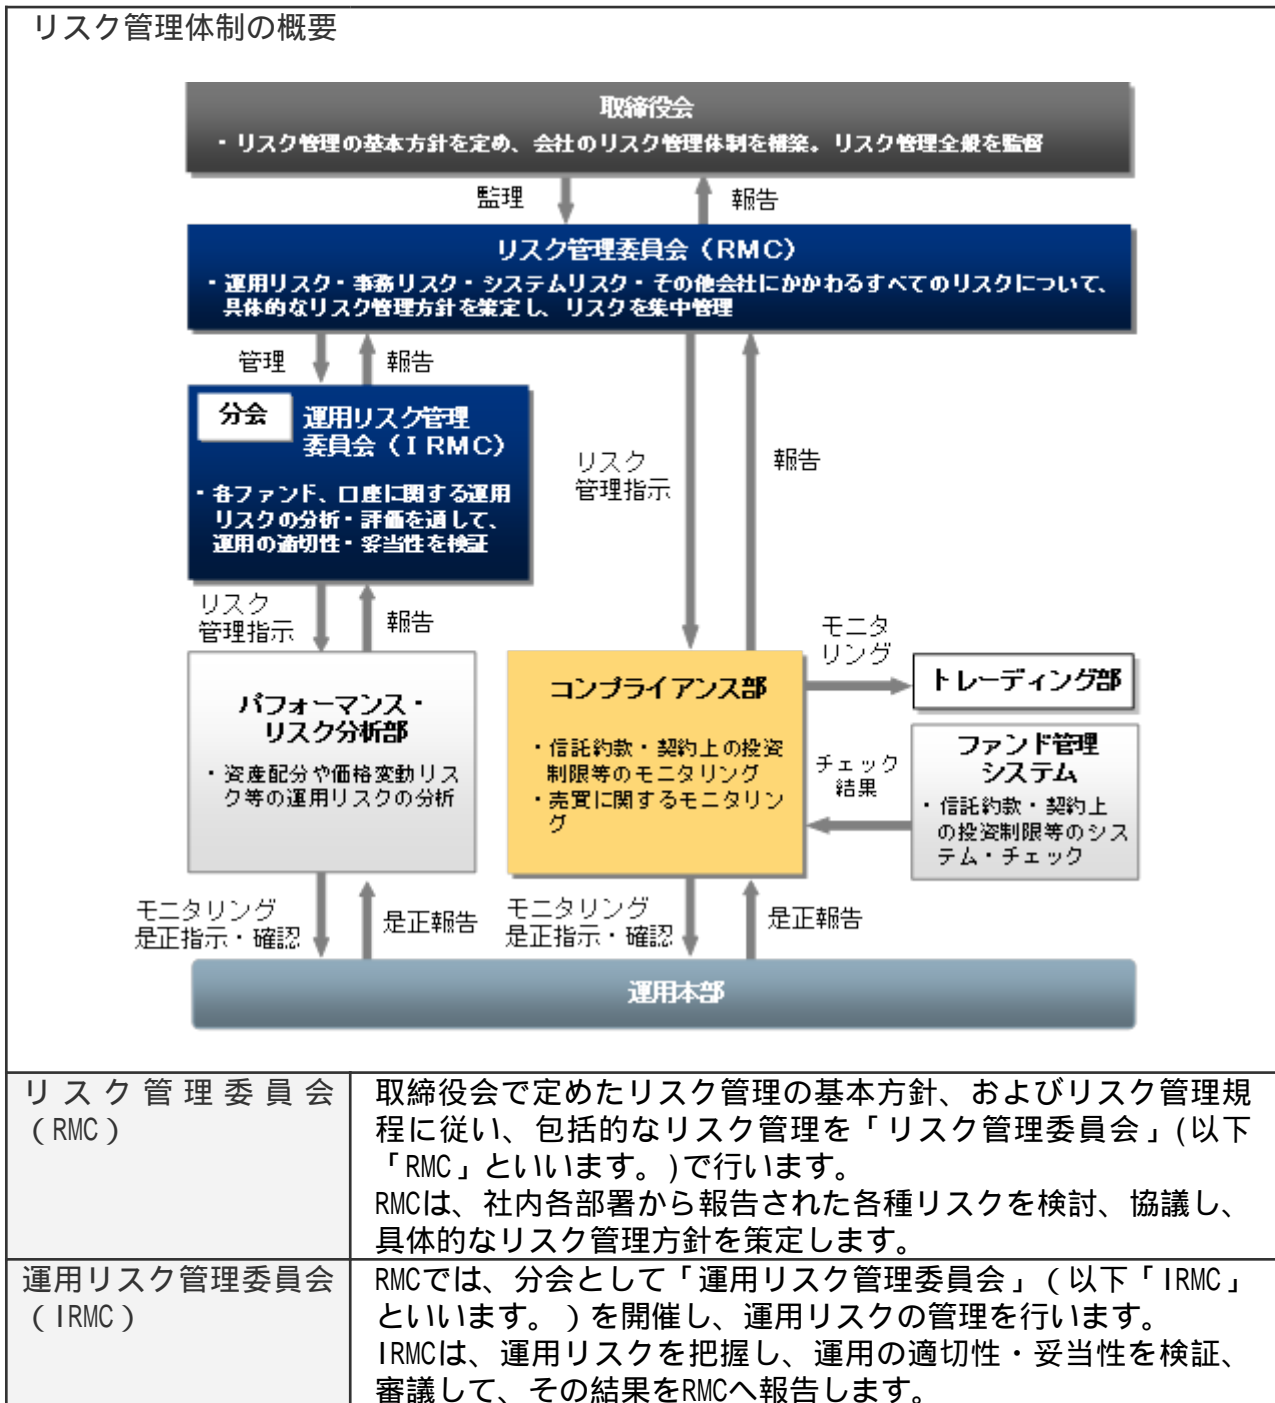 リスク管理体制の概要
取締役会
・リスク管理の基本方針を定め、会社のリスク管理体制を構築。リスク管理全般を監督
監理
報告
リスク管理委員会（RMC）
・運用リスク・事務リスク・システムリスク・その他会社にかかわるすべてのリスクについて、
具体的なリスク管理方針を策定し、リスクを集中管理
管理
報告
分会
運用リスク管理
委員会（IRMC）
・各ファンド、口座に関する運用
リスクの分析・評価を通して、
運用の適切性・妥当性を検証
リスク
管理指示
報告
リスク
管理指示
報告
パフォーマンス・
リスク分析部
・資産配分や価格変動リス
ク等の運用リスクの分析
コンプライアンス部
・信託約款・契約上の投資
制限等のモニタリング
・売買に関するモニタリン
グ
モニタ
リング
トレーディング部
チェック
結果
ファンド管理
システム
・信託約款・契約上
の投資制限等のシス
テム・チェック
モニタリング
是正指示・確認
是正報告
モニタリング
是正指示・確認
是正報告
運用本部
リスク管理委員会
（RMC）
取締役会で定めたリスク管理の基本方針、およびリスク管理規
程に従い、包括的なリスク管理を「リスク管理委員会」(以下
「RMC」といいます。)で行います。
RMCは、社内各部署から報告された各種リスクを検討、協議し、
具体的なリスク管理方針を策定します。
運用リスク管理委員会
（IRMC）
RMCでは、分会として「運用リスク管理委員会」（以下「IRMC」
といいます。）を開催し、運用リスクの管理を行います。
IRMCは、運用リスクを把握し、運用の適切性・妥当性を検証、
審議して、その結果をRMCへ報告します。